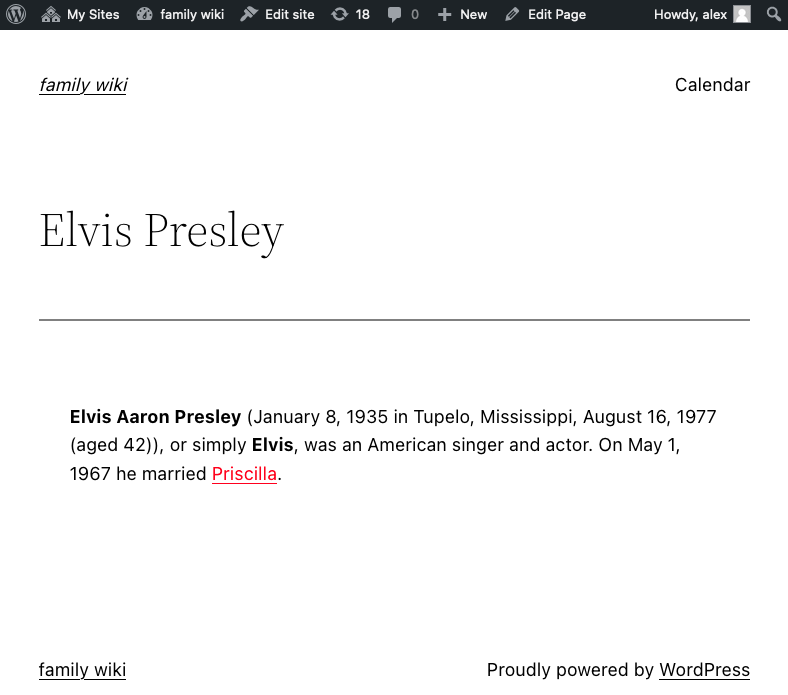 My Sites family wiki Edit site 18 0 New Edit Page Howdy, alex
family wiki Calendar
Elvis Presley
Elvis Aaron Presley (January 8, 1935 in Tupelo, Mississippi, August 16, 1977
(aged 42)), or simply Elvis, was an American singer and actor. On May 1,
1967 he married Priscilla.
family wiki Proudly powered by WordPress